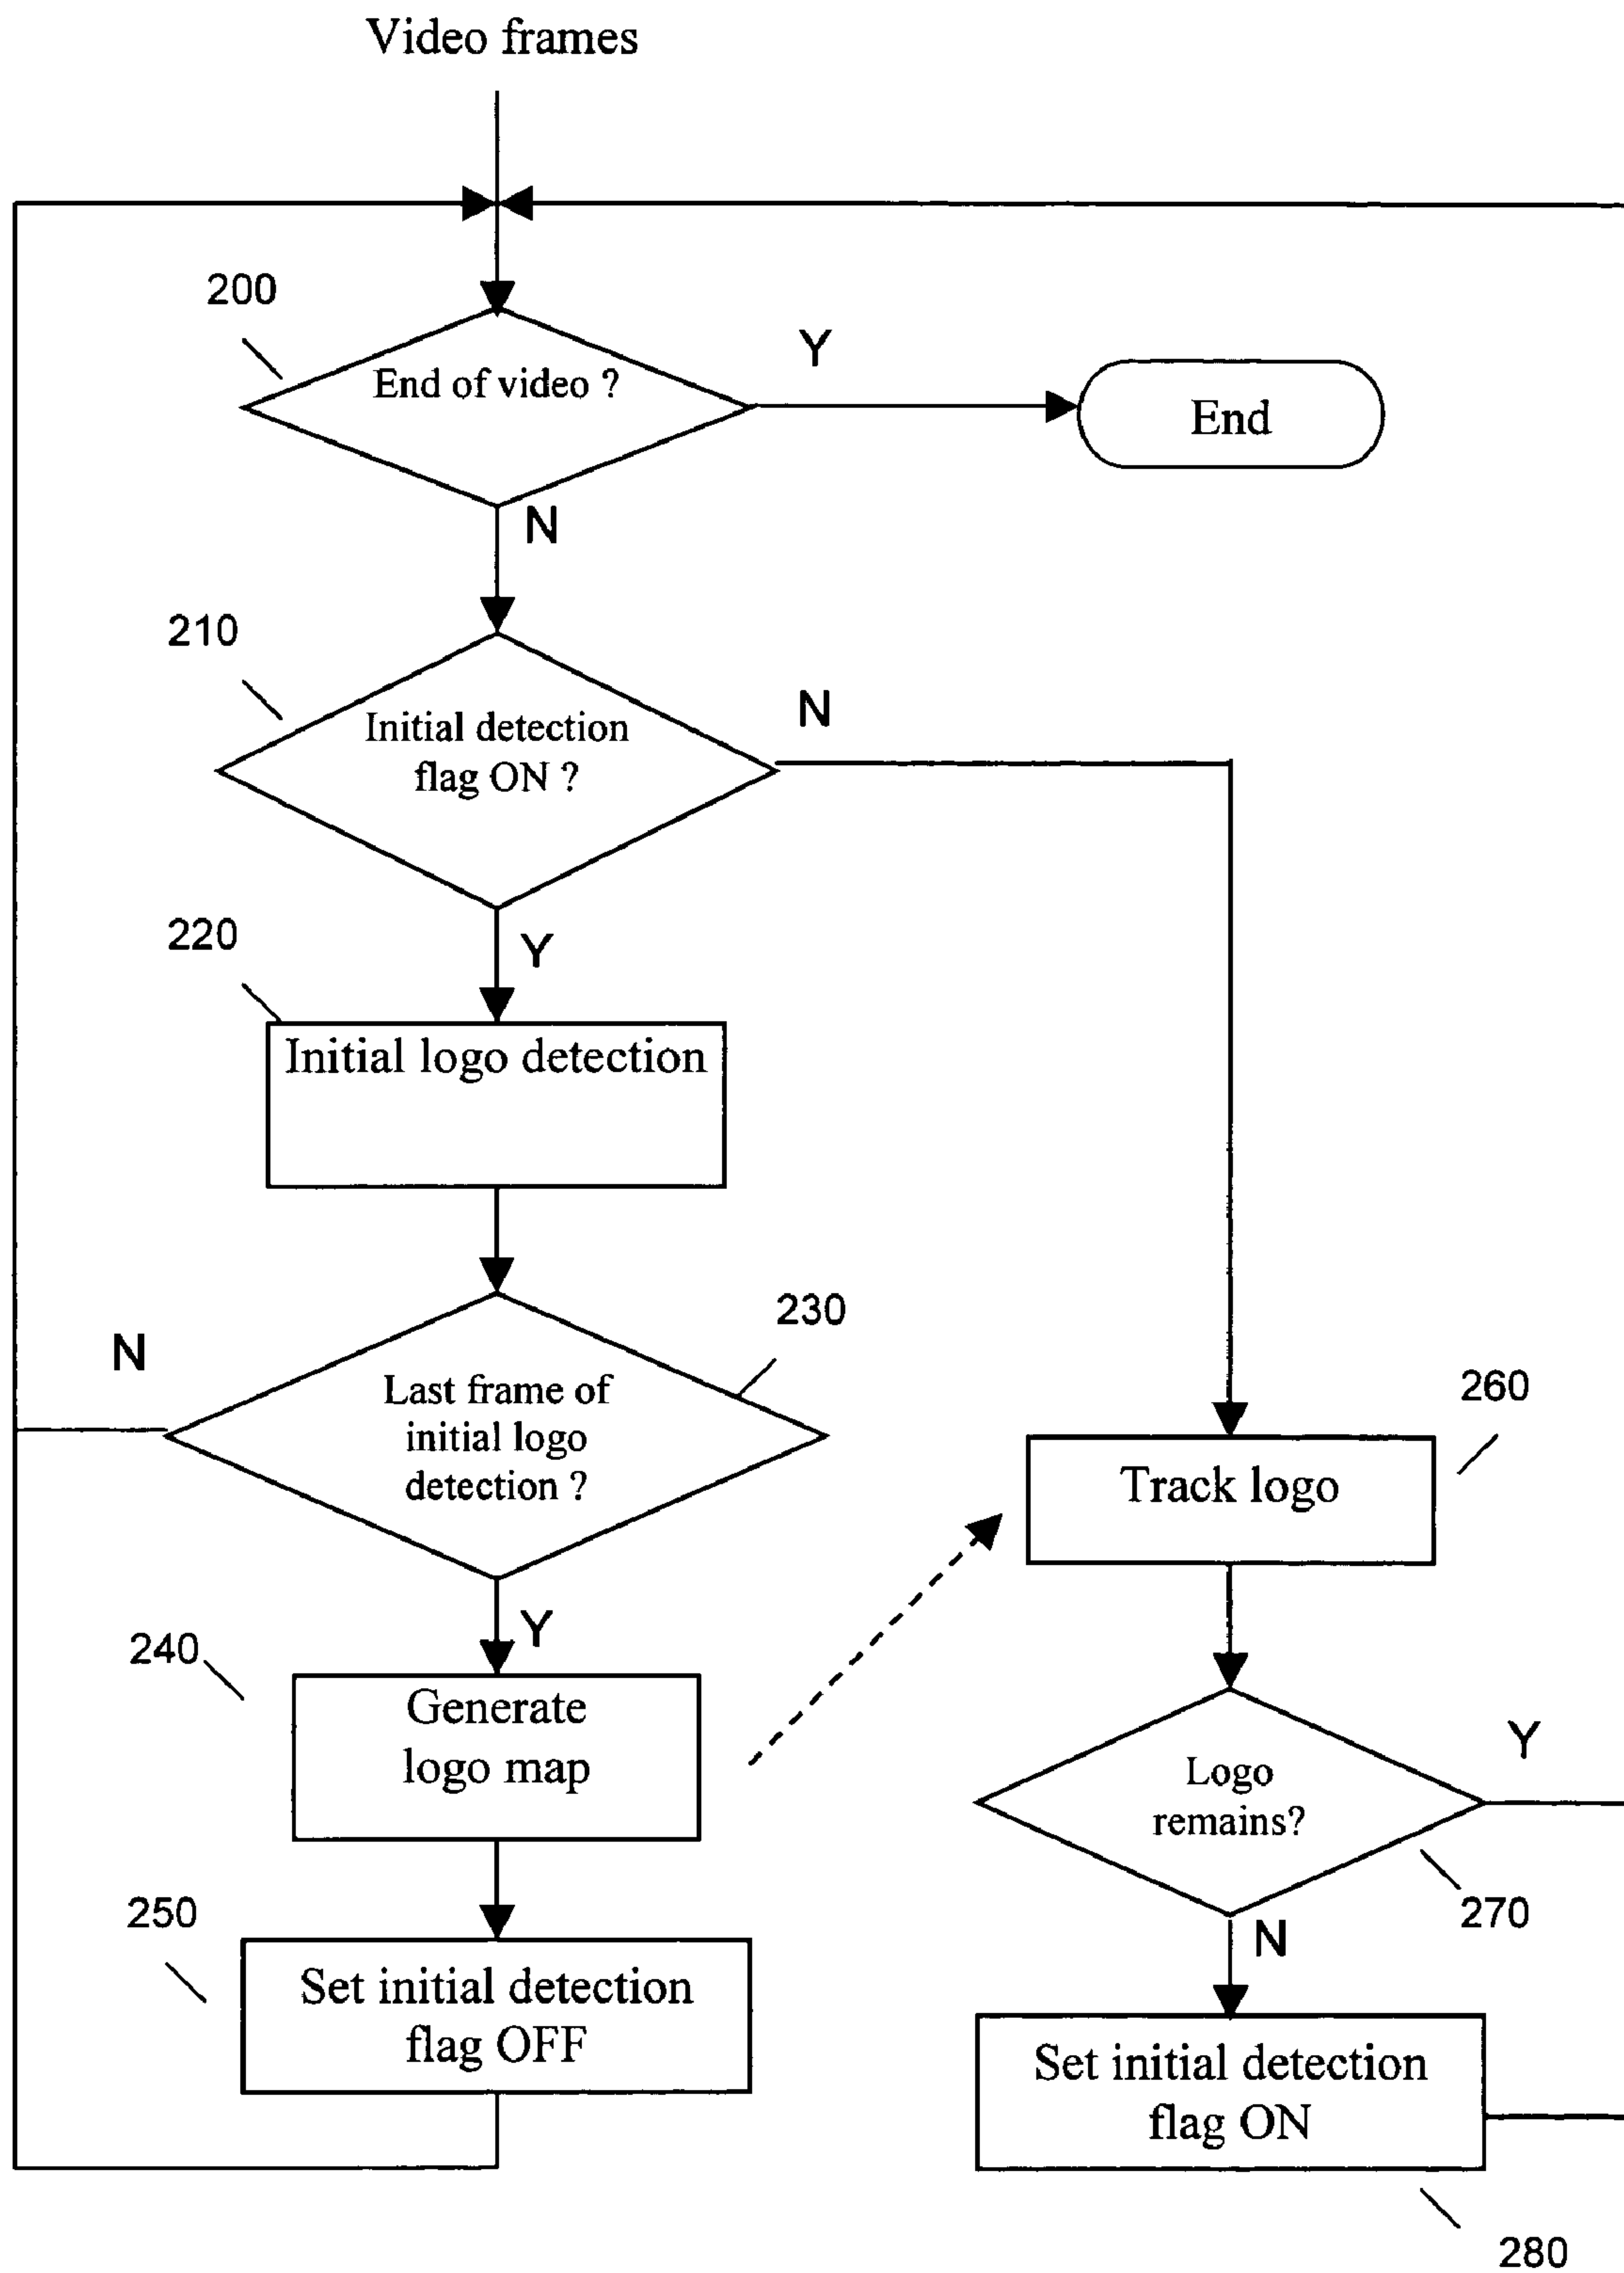 Video frames
200
End of video ?
Y
End
N
210
Initial detection
flag ON ?
N
220
Y
Initial logo detection
230
N
Last frame of
initial logo
detection ?
260
Track logo
Y
240
Generate
logo map
Y
Logo
remains?
250
270
N
Set initial detection
flag OFF
Set initial detection
flag ON
280